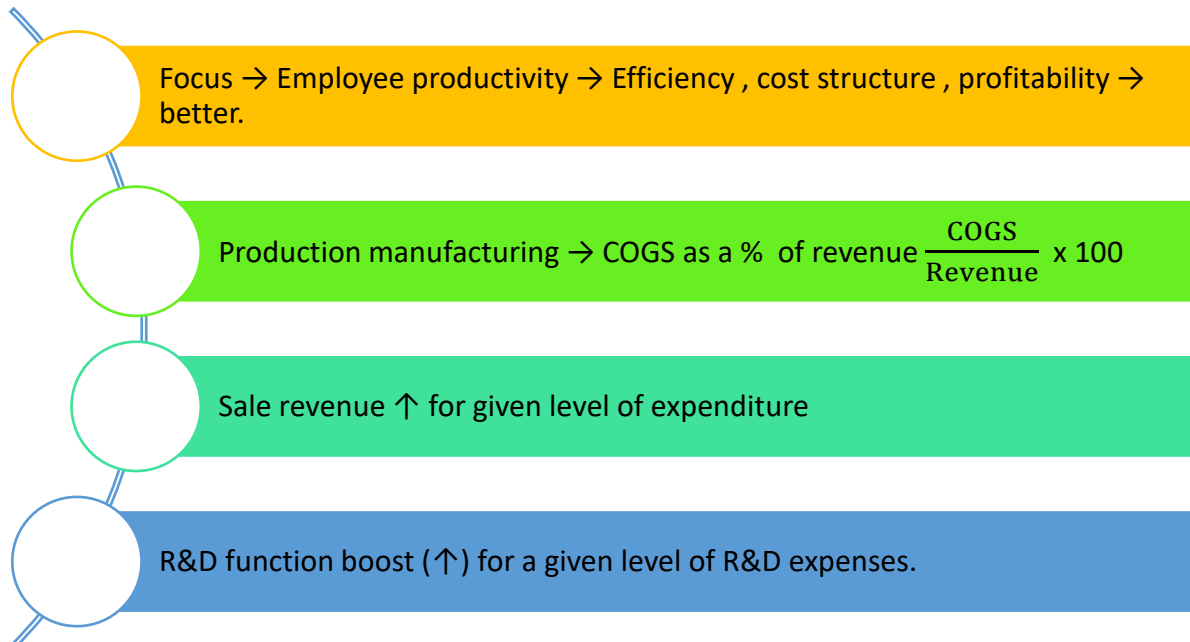 Focus → Employee productivity → Efficiency , cost structure , profitability →
better.
Production manufacturing → COGS as a % of revenue COGS/Revenue x 100
Sale revenue ↑ for given level of expenditure
R&D function boost (↑) for a given level of R&D expenses.